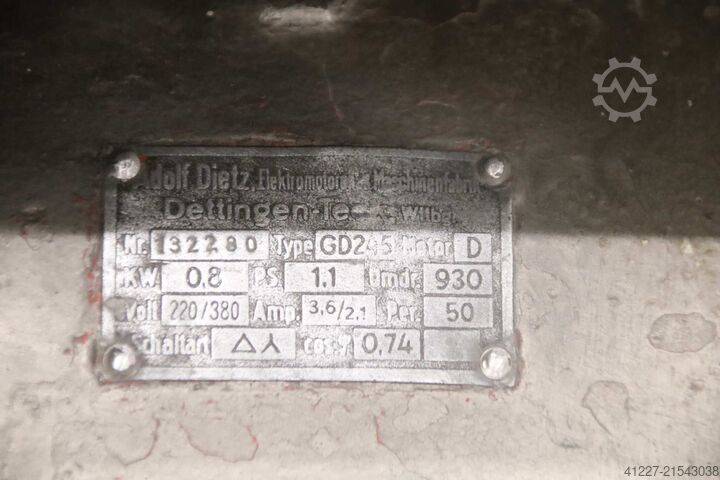 Adolf Dietz, Elektromotoren & Maschinenfabrik
Dettingen-Teck Wttbg.
Nr. 132280 Type GD245 Motor D
KW 0.8 PS 1.1 Umdr. 930
Volt 220/380 Amp. 3,6/2.1 Per. 50
Schaltart △ ⅄ cos φ 0,74
41227-21543038